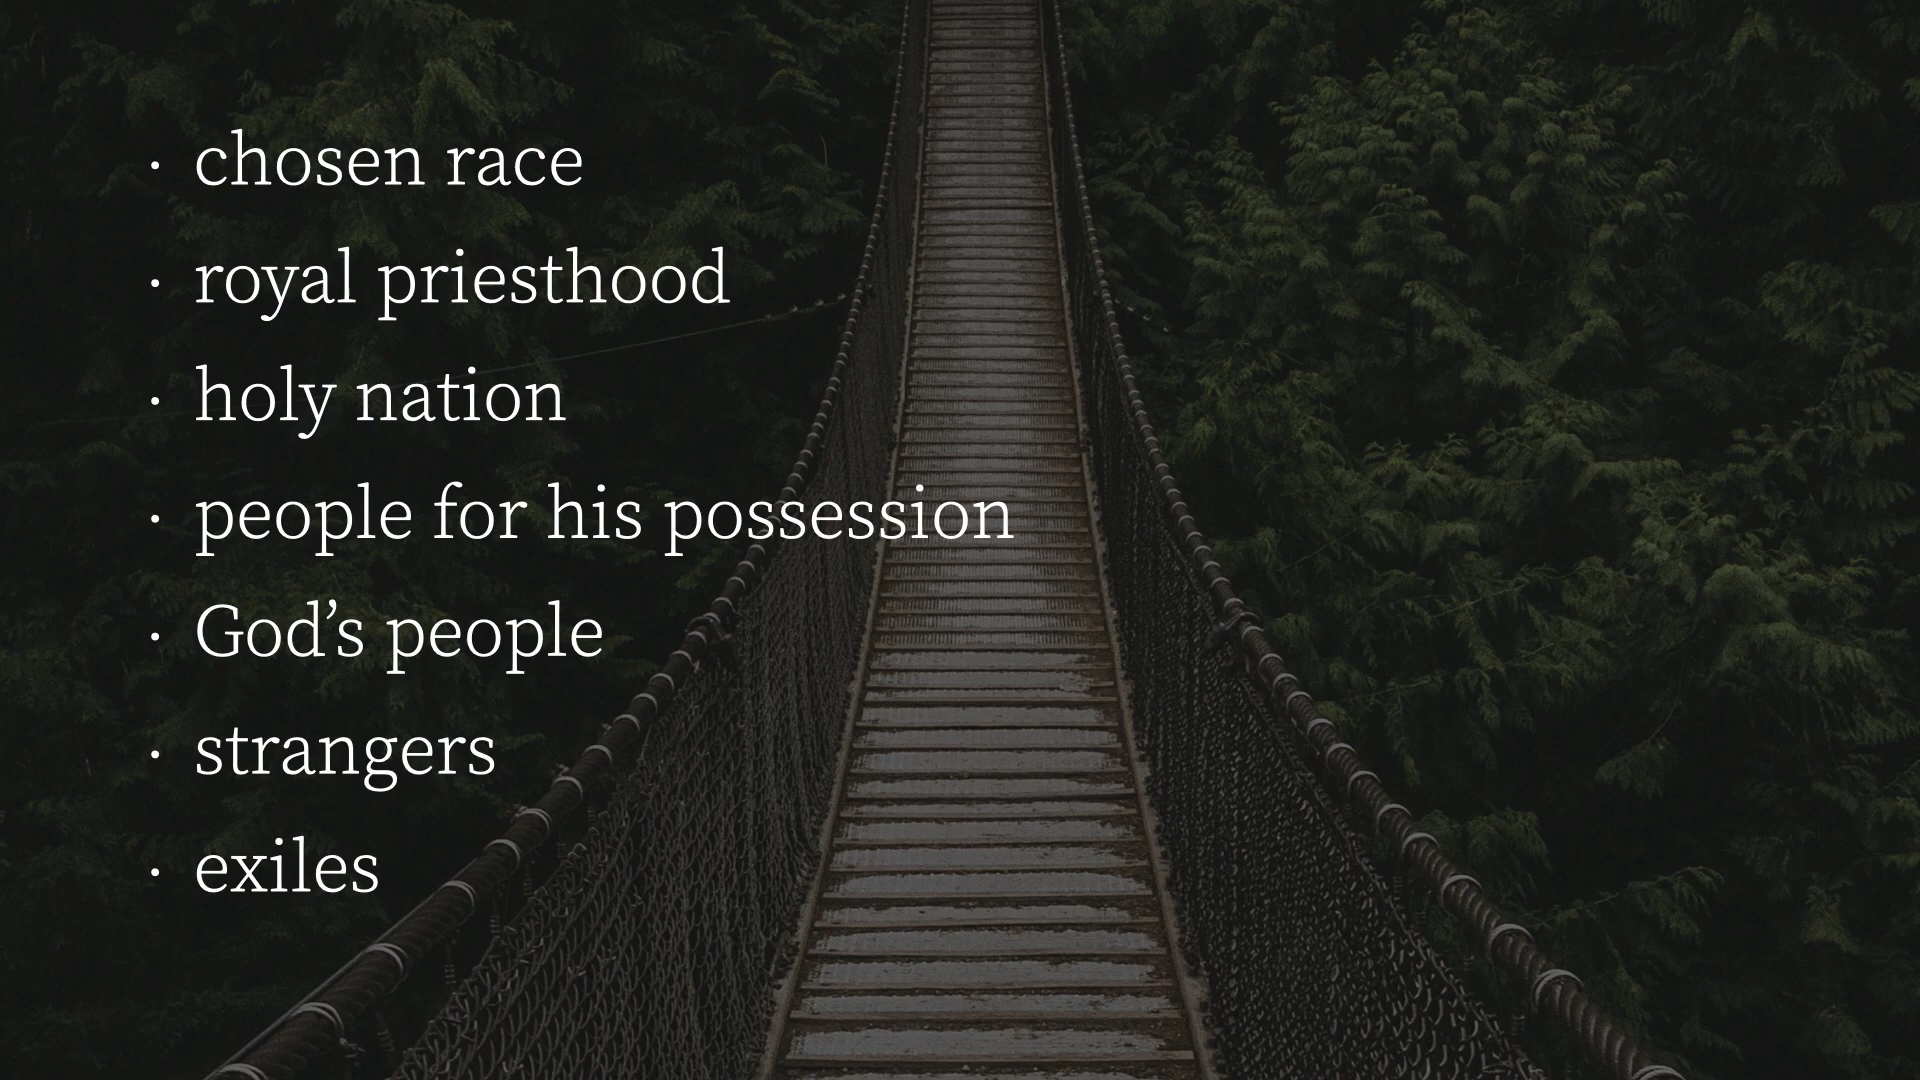 · chosen race
· royal priesthood
· holy nation
· people for his possession
· God’s people
· strangers
· exiles